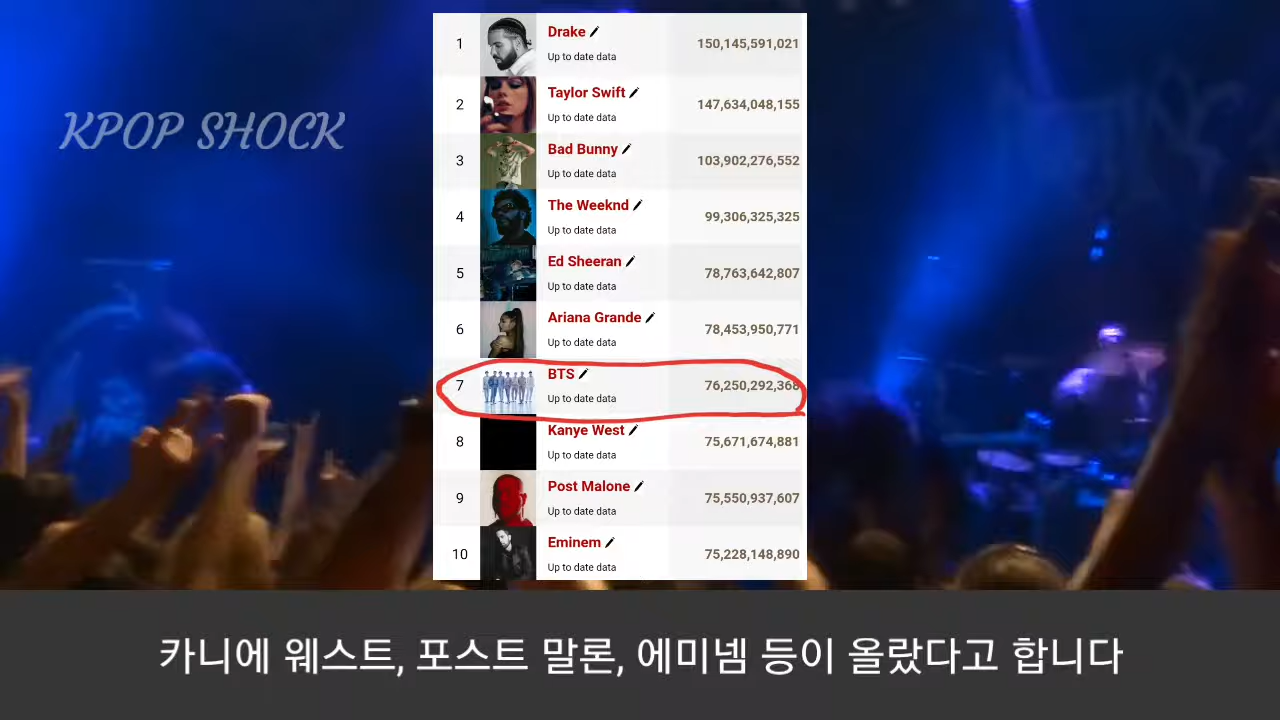 KPOP SHOCK
1 Drake 150,145,591,021
Up to date data
2 Taylor Swift 147,634,048,155
Up to date data
3 Bad Bunny 103,902,276,552
Up to date data
4 The Weeknd 99,306,325,325
Up to date data
5 Ed Sheeran 78,763,642,807
Up to date data
6 Ariana Grande 78,453,950,771
Up to date data
7 BTS 76,250,292,368
Up to date data
8 Kanye West 75,671,674,881
Up to date data
9 Post Malone 75,550,937,607
Up to date data
10 Eminem 75,228,148,890
Up to date data
카니에 웨스트, 포스트 말론, 에미넴 등이 올랐다고 합니다